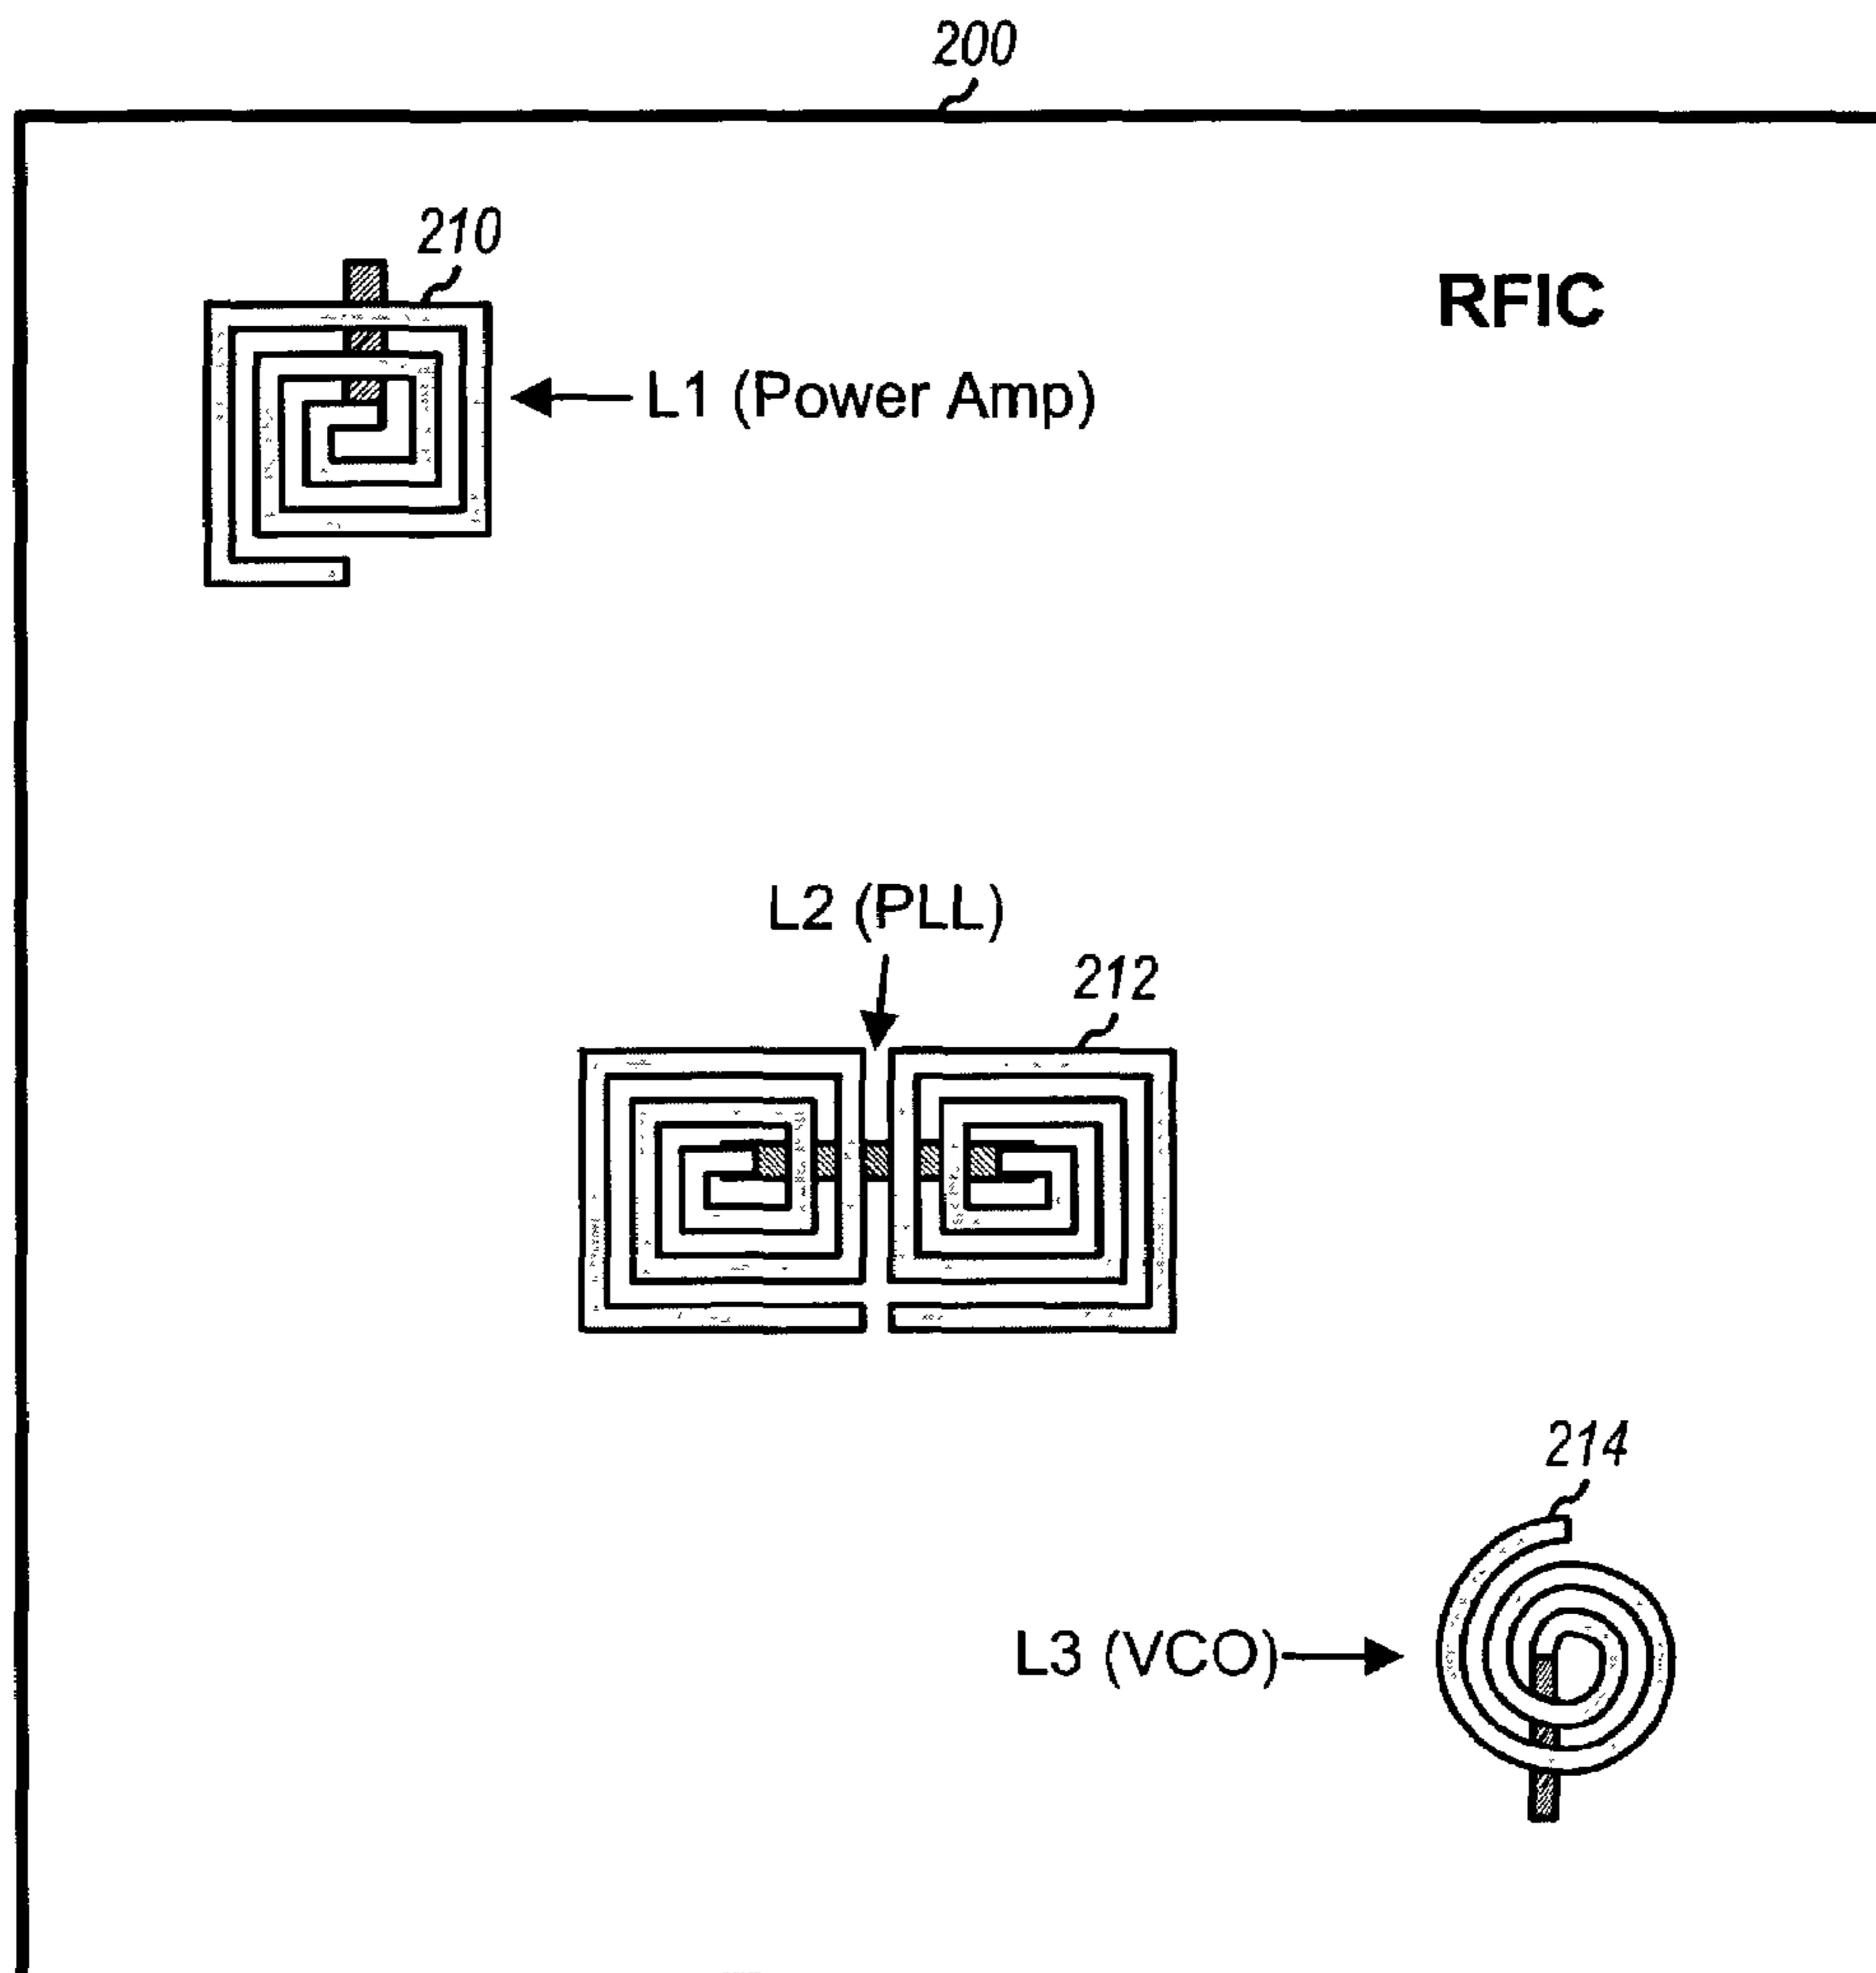 200
210
RFIC
L1 (Power Amp)
L2 (PLL)
212
214
L3 (VCO)